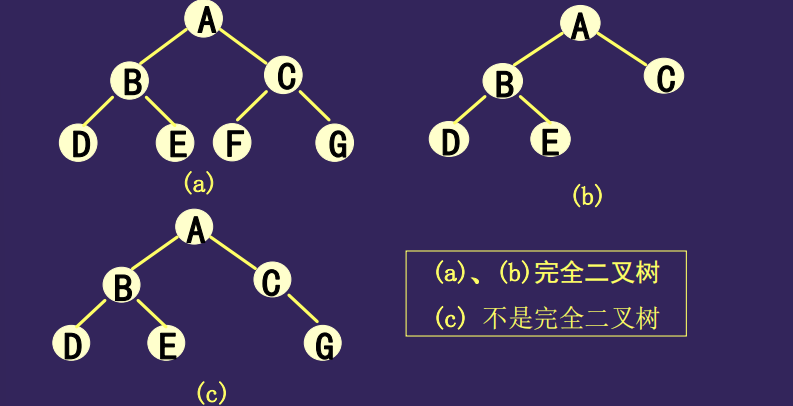 A
B C
D E F G
(a)
A
B C
D E
(b)
A
B C
D E G
(c)
(a)、(b)完全二叉树
(c) 不是完全二叉树